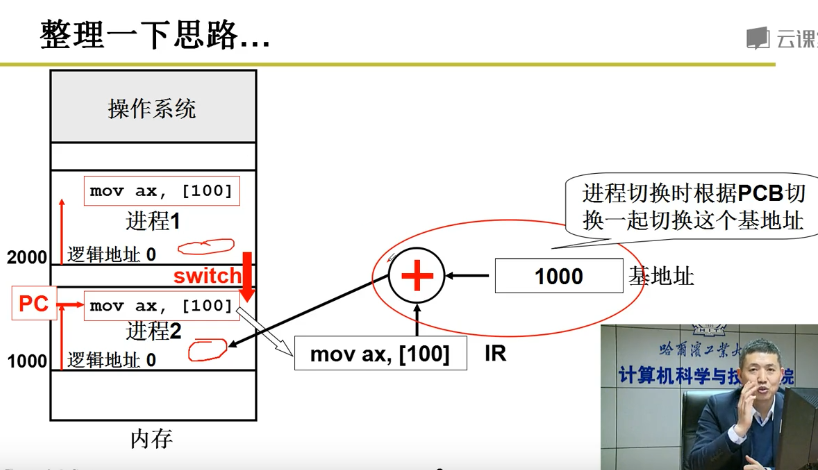 整理一下思路…
云课
操作系统
mov ax, [100]
进程1
2000
逻辑地址 0
switch
PC
mov ax, [100]
进程2
1000
逻辑地址 0
内存
进程切换时根据PCB切
换一起切换这个基地址
1000
基地址
mov ax, [100]
IR
哈爾濱工業大
计算机科学与技 院